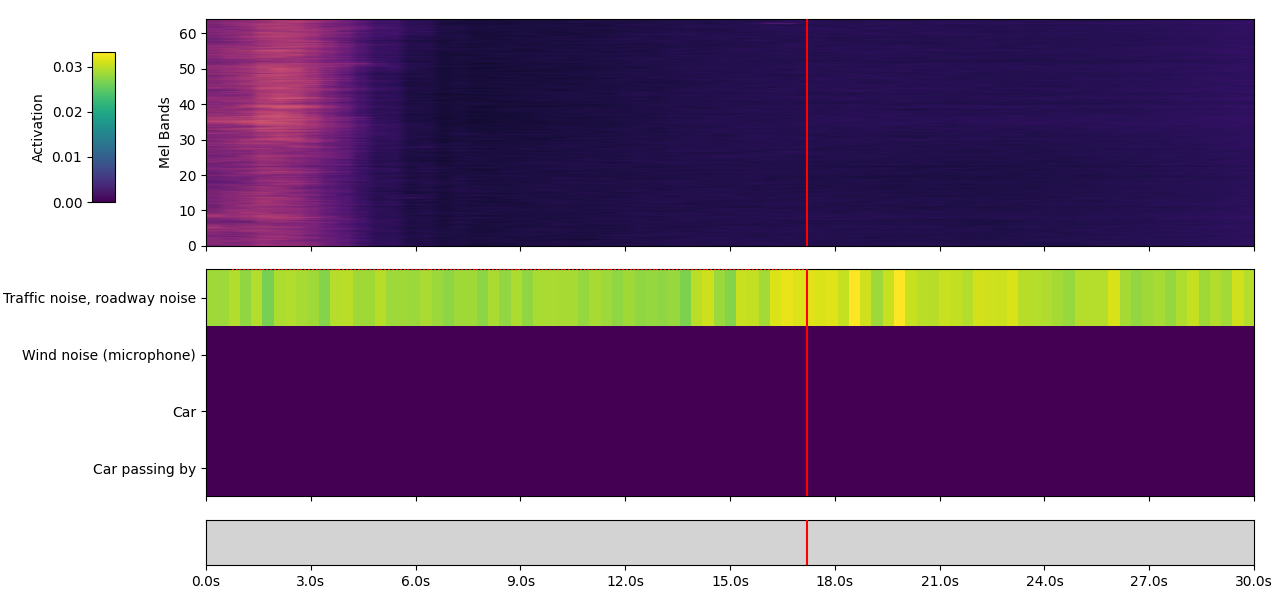 Activation
0.03
0.02
0.01
0.00
Mel Bands
60
50
40
30
20
10
0
Traffic noise, roadway noise
Wind noise (microphone)
Car
Car passing by
0.0s 3.0s 6.0s 9.0s 12.0s 15.0s 18.0s 21.0s 24.0s 27.0s 30.0s